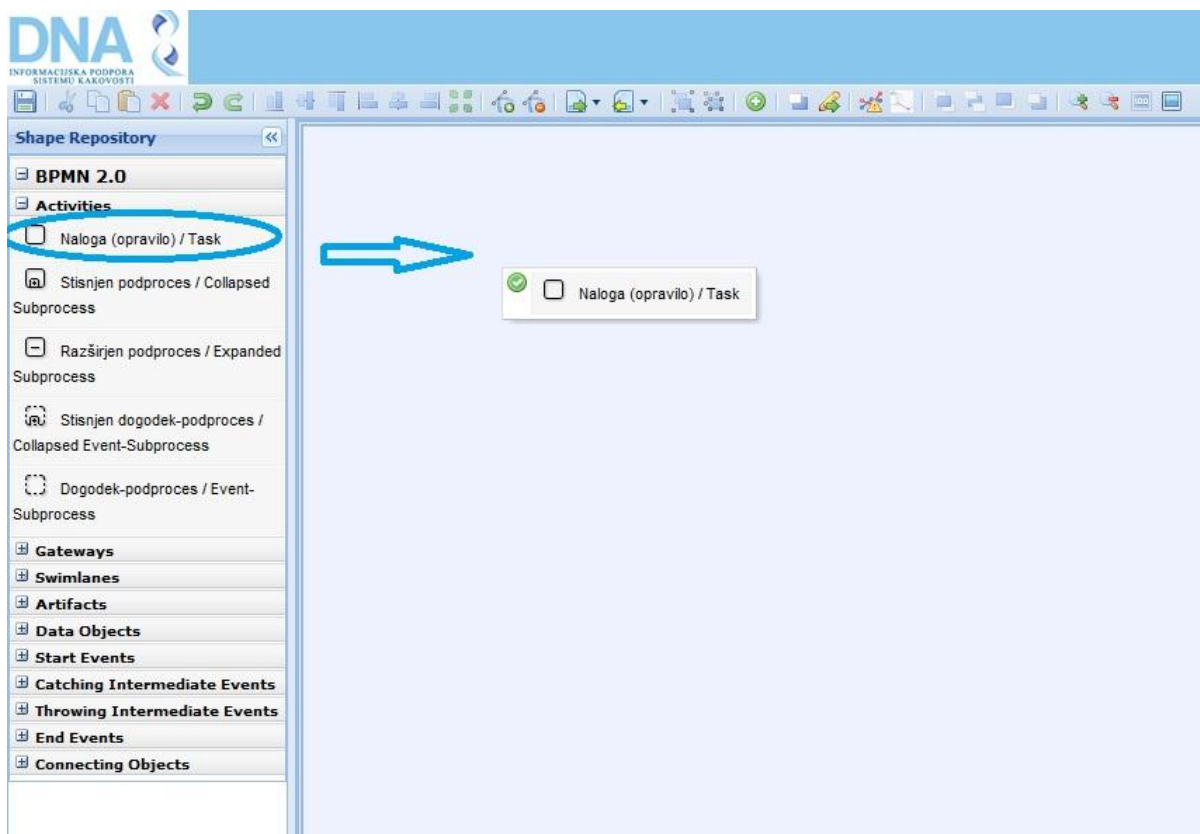 DNA
INFORMACIJSKA PODPORA
SISTEMU KAKOVOSTI
Shape Repository
BPMN 2.0
Activities
Naloga (opravilo) / Task
Stisnjen podproces / Collapsed
Subprocess
Razširjen podproces / Expanded
Subprocess
Stisnjen dogodek-podproces /
Collapsed Event-Subprocess
Dogodek-podproces / Event-
Subprocess
Gateways
Swimlanes
Artifacts
Data Objects
Start Events
Catching Intermediate Events
Throwing Intermediate Events
End Events
Connecting Objects
Naloga (opravilo) / Task